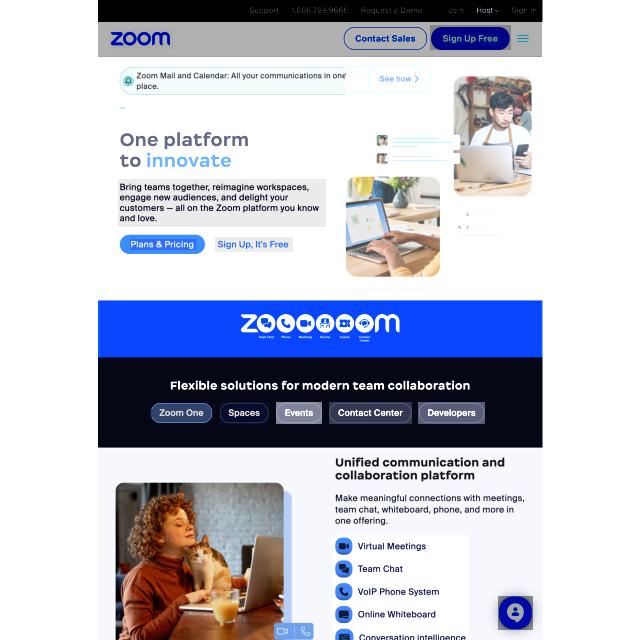 Support 1.888.799.9666 Request a Demo Join Host Sign In
zoom Contact Sales Sign Up Free
Zoom Mail and Calendar: All your communications in one
place.
See how
One platform
to innovate
Bring teams together, reimagine workspaces,
engage new audiences, and delight your
customers — all on the Zoom platform you know
and love.
Plans & Pricing Sign Up, It's Free
Zoooooom
Team Chat Phone Meetings Rooms Events Contact
Center
Flexible solutions for modern team collaboration
Zoom One Spaces Events Contact Center Developers
Unified communication and
collaboration platform
Make meaningful connections with meetings,
team chat, whiteboard, phone, and more in
one offering.
Virtual Meetings
Team Chat
VoIP Phone System
Online Whiteboard
Conversation intelligence